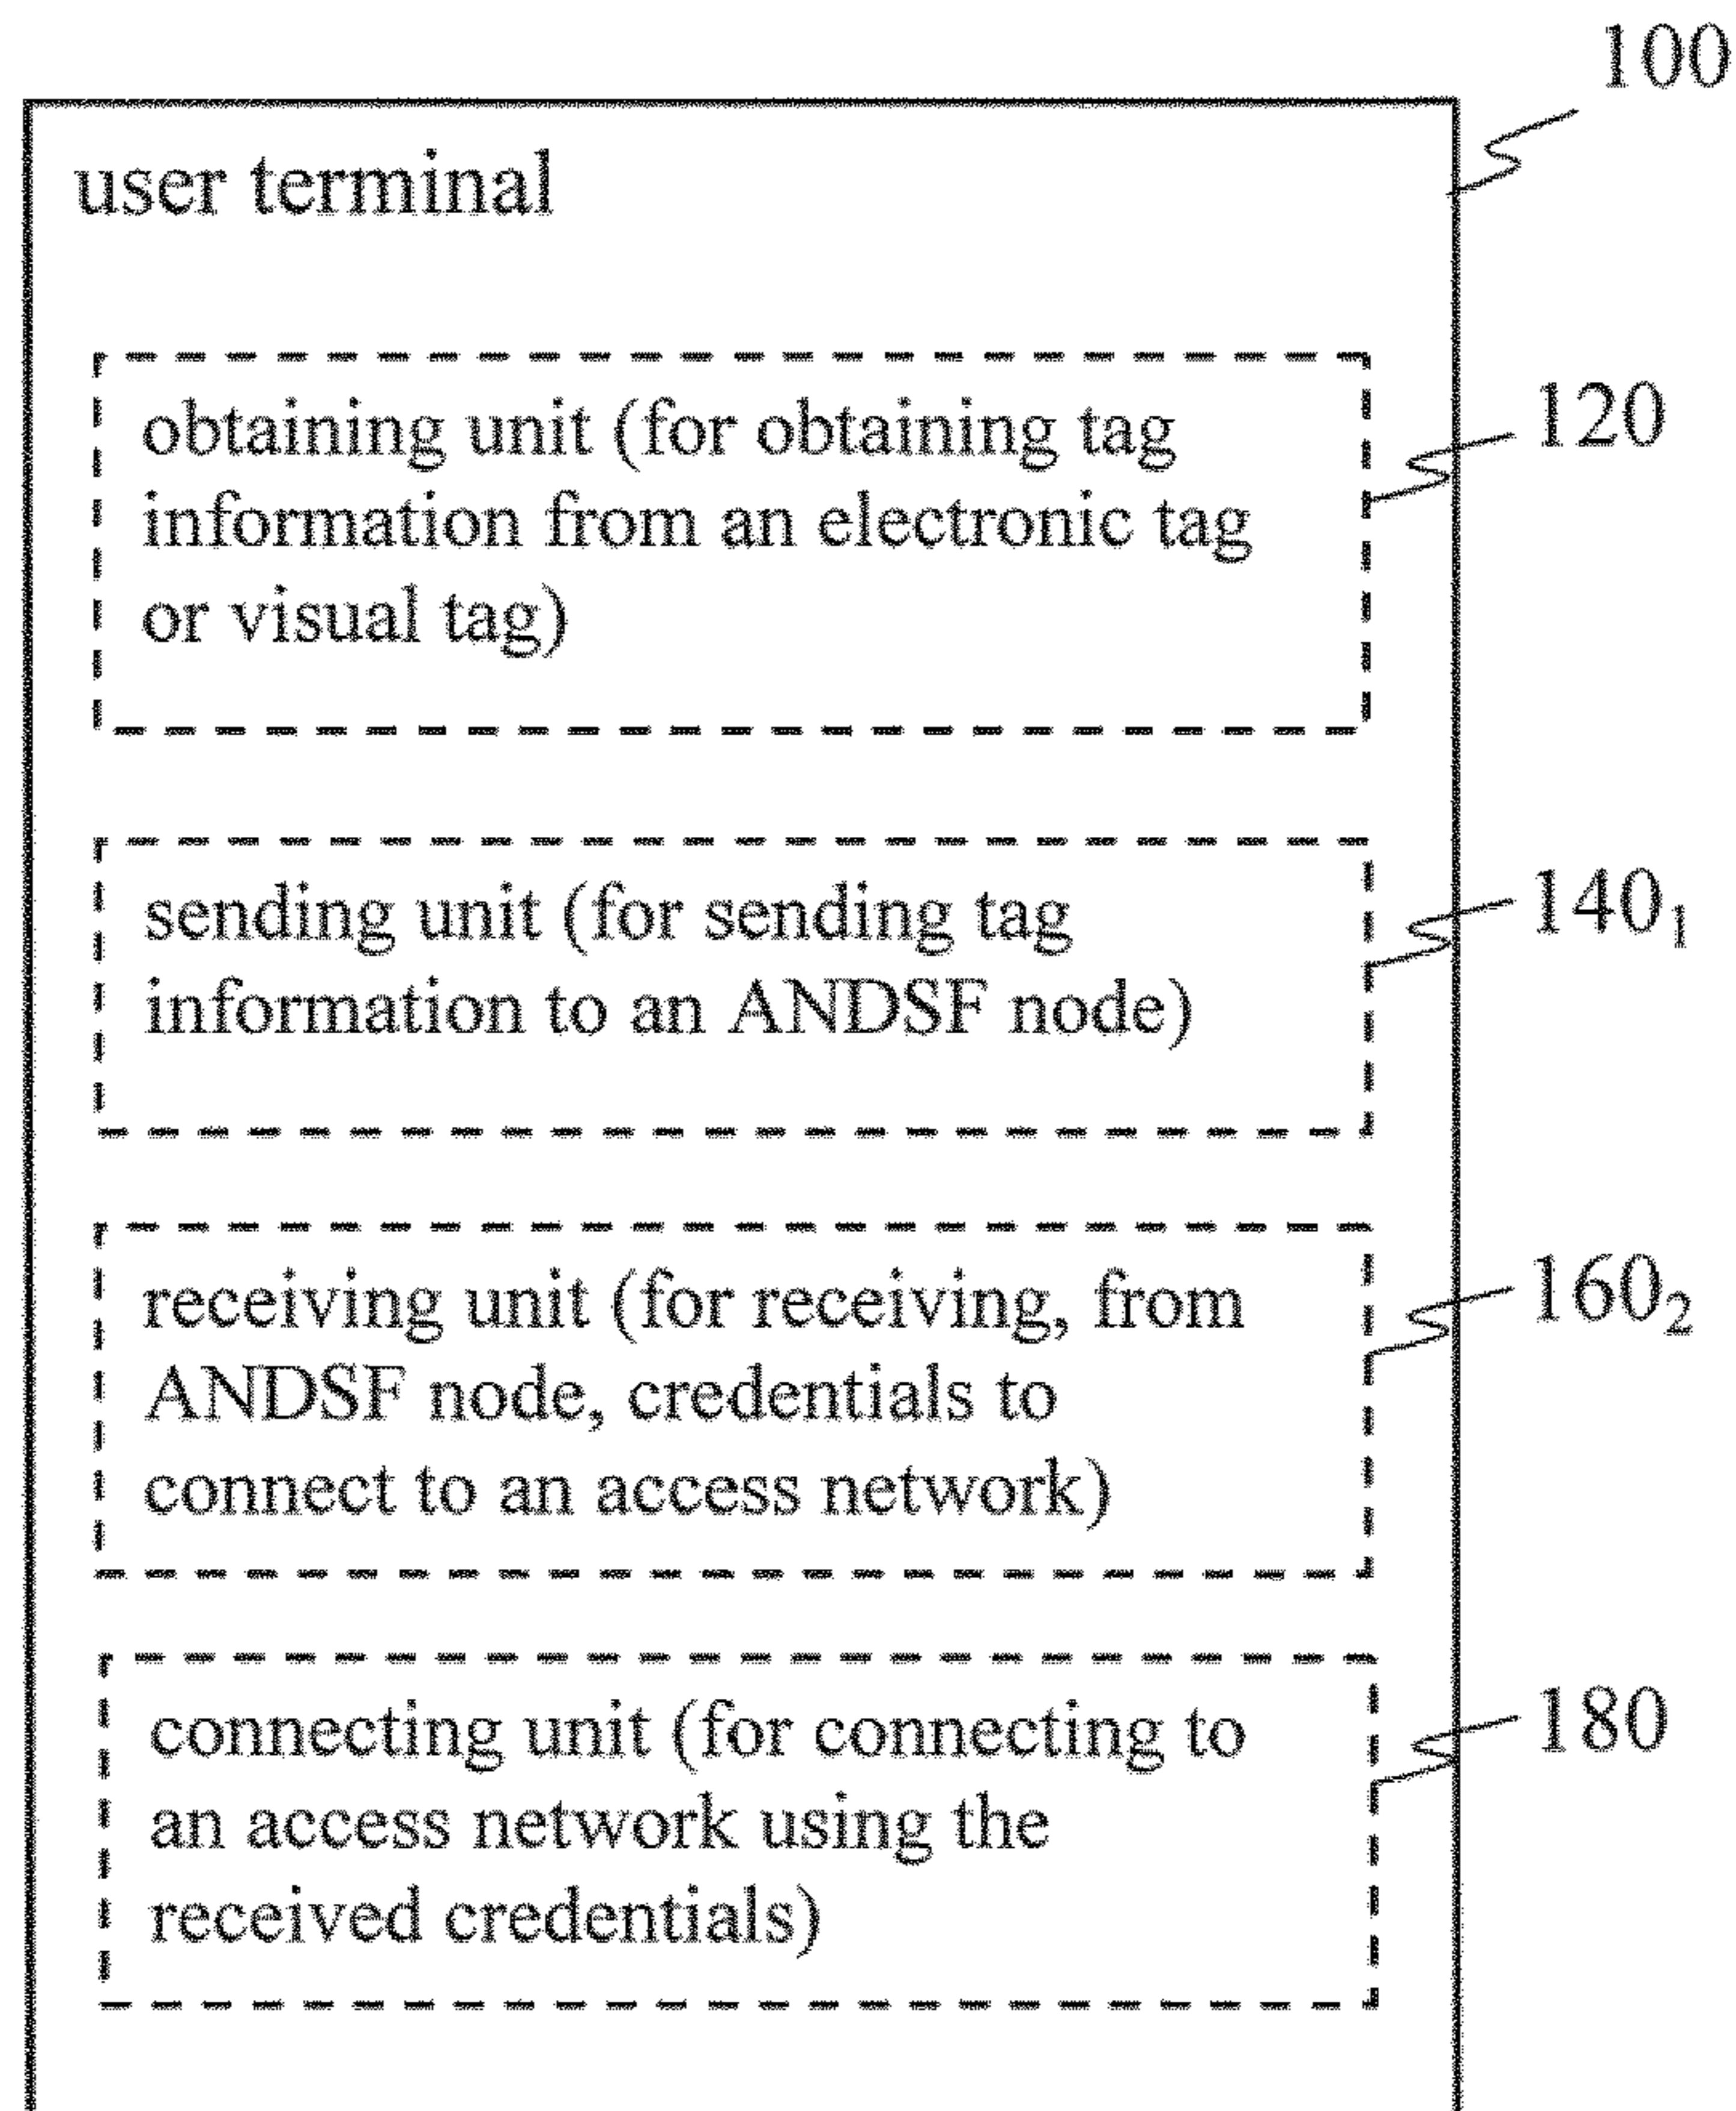 100
user terminal
obtaining unit (for obtaining tag
information from an electronic tag
or visual tag)
120
sending unit (for sending tag
information to an ANDSF node)
140₁
receiving unit (for receiving, from
ANDSF node, credentials to
connect to an access network)
160₂
connecting unit (for connecting to
an access network using the
received credentials)
180